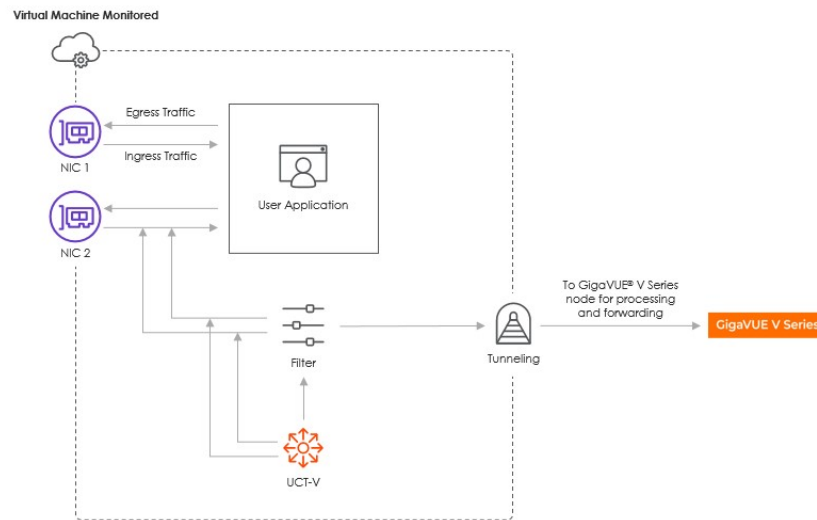 Virtual Machine Monitored
Egress Traffic
Ingress Traffic
NIC 1
User Application
NIC 2
To GigaVUE® V Series
node for processing
and forwarding
GigaVUE V Series
Filter
Tunneling
UCT-V